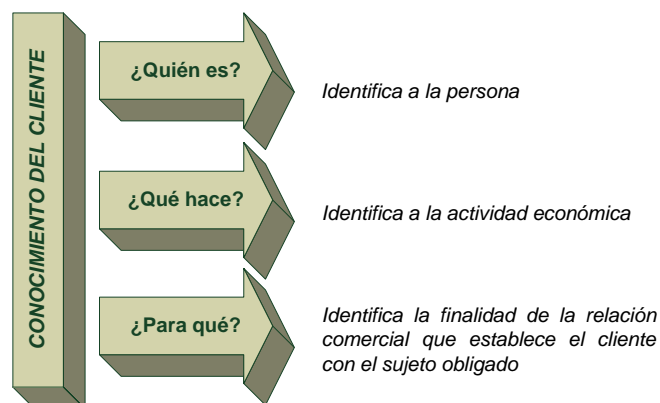 CONOCIMIENTO DEL CLIENTE
¿Quién es?
Identifica a la persona
¿Qué hace?
Identifica a la actividad económica
¿Para qué?
Identifica la finalidad de la relación
comercial que establece el cliente
con el sujeto obligado